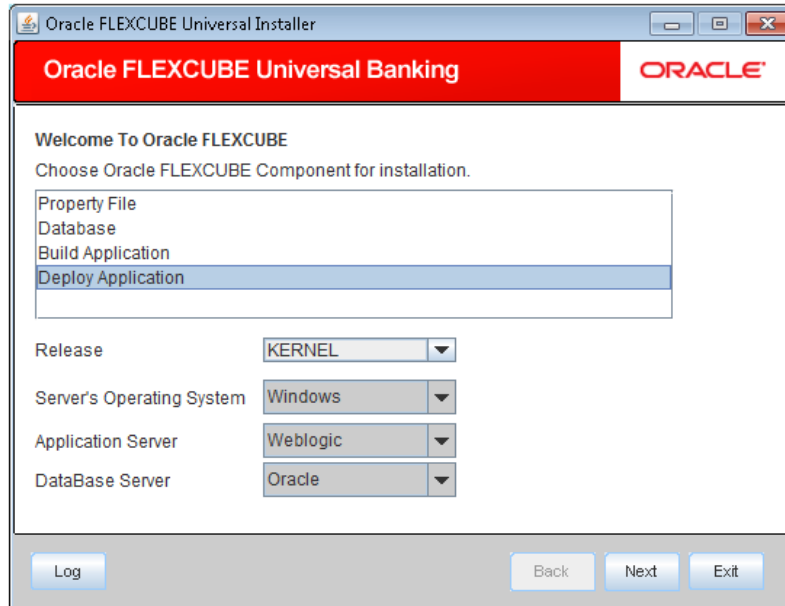 Oracle FLEXCUBE Universal Installer
Oracle FLEXCUBE Universal Banking
ORACLE
Welcome To Oracle FLEXCUBE
Choose Oracle FLEXCUBE Component for installation.
Property File
Database
Build Application
Deploy Application
Release KERNEL
Server's Operating System Windows
Application Server Weblogic
DataBase Server Oracle
Log Back Next Exit